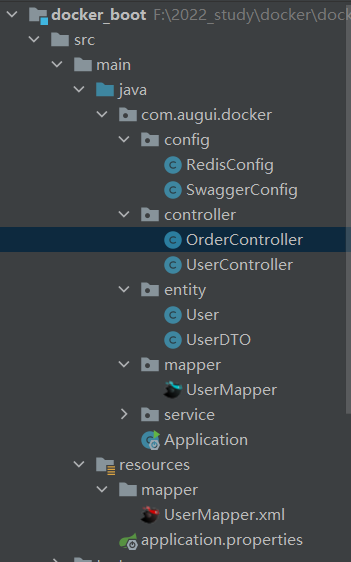 docker_boot F:\2022_study\docker\dock
src
main
java
com.augui.docker
config
RedisConfig
SwaggerConfig
controller
OrderController
UserController
entity
User
UserDTO
mapper
UserMapper
service
Application
resources
mapper
UserMapper.xml
application.properties